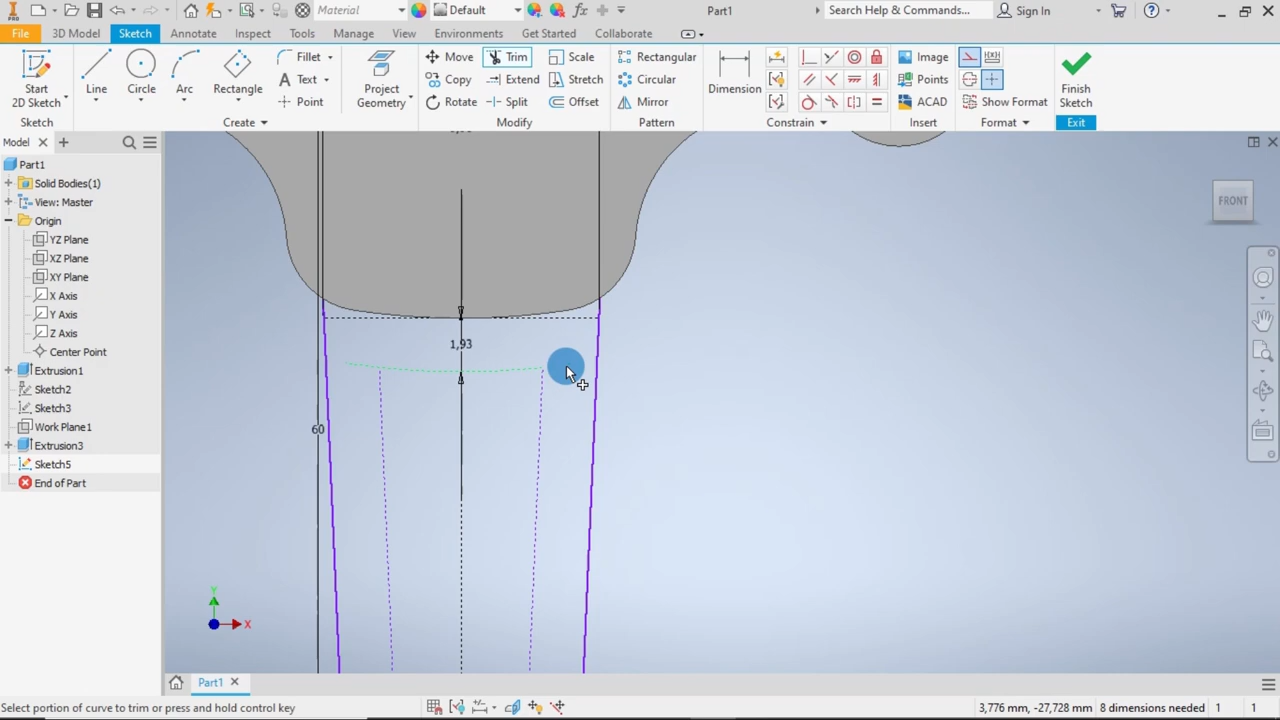 PRO
Material
Default
Part1
Search Help & Commands...
Sign In
File
3D Model
Sketch
Annotate
Inspect
Tools
Manage
View
Environments
Get Started
Collaborate
Start
2D Sketch
Line
Circle
Arc
Rectangle
Fillet
Text
Point
Project
Geometry
Move
Trim
Scale
Copy
Extend
Stretch
Rotate
Split
Offset
Rectangular
Circular
Mirror
Dimension
Image
Points
ACAD
Show Format
Finish
Sketch
Sketch
Create
Modify
Pattern
Constrain
Insert
Format
Exit
Model
Part1
Solid Bodies(1)
View: Master
Origin
YZ Plane
XZ Plane
XY Plane
X Axis
Y Axis
Z Axis
Center Point
Extrusion1
Sketch2
Sketch3
Work Plane1
Extrusion3
Sketch5
End of Part
FRONT
1,93
60
Y
X
Part1
Select portion of curve to trim or press and hold control key
3,776 mm, -27,728 mm
8 dimensions needed
1
1